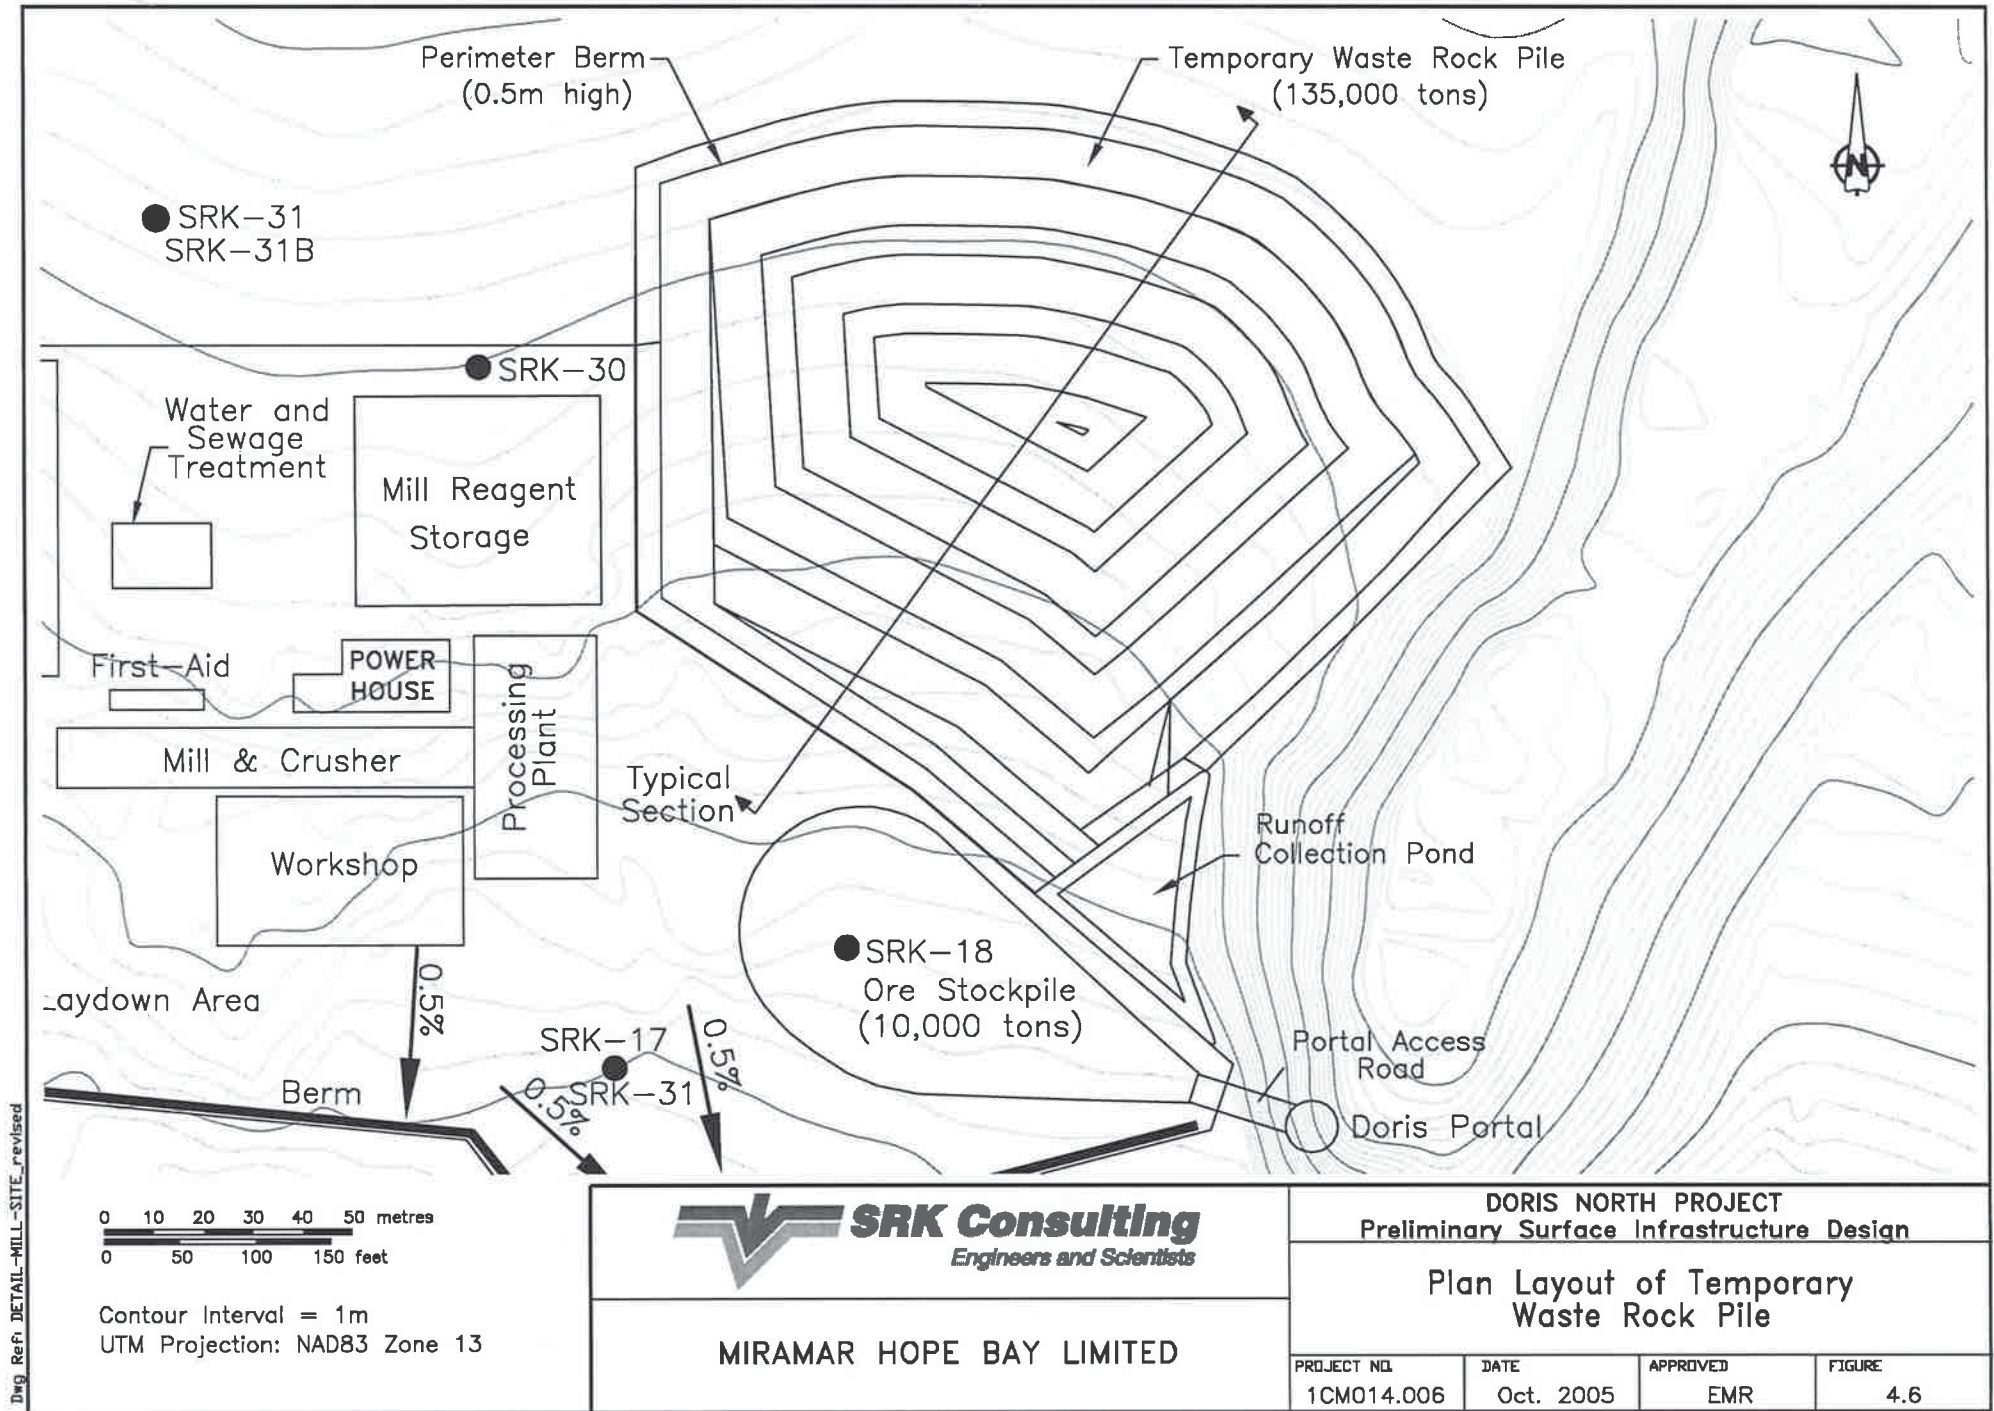 Perimeter Berm
(0.5m high)
Temporary Waste Rock Pile
(135,000 tons)
N
SRK-31
SRK-31B
SRK-30
Water and
Sewage
Treatment
Mill Reagent
Storage
First-Aid
POWER
HOUSE
Processing
Plant
Mill & Crusher
Typical
Section
Workshop
Runoff
Collection Pond
SRK-18
Ore Stockpile
(10,000 tons)
Laydown Area
0.5%
SRK-17
SRK-31
0.5%
0.5%
Portal Access
Road
Berm
Doris Portal
Dwg Ref: DETAIL-MILL-SITE_revised
0 10 20 30 40 50 metres
0 50 100 150 feet
Contour Interval = 1m
UTM Projection: NAD83 Zone 13
SRK Consulting
Engineers and Scientists
MIRAMAR HOPE BAY LIMITED
DORIS NORTH PROJECT
Preliminary Surface Infrastructure Design
Plan Layout of Temporary
Waste Rock Pile
PROJECT NO. DATE APPROVED FIGURE
1CM014.006 Oct. 2005 EMR 4.6